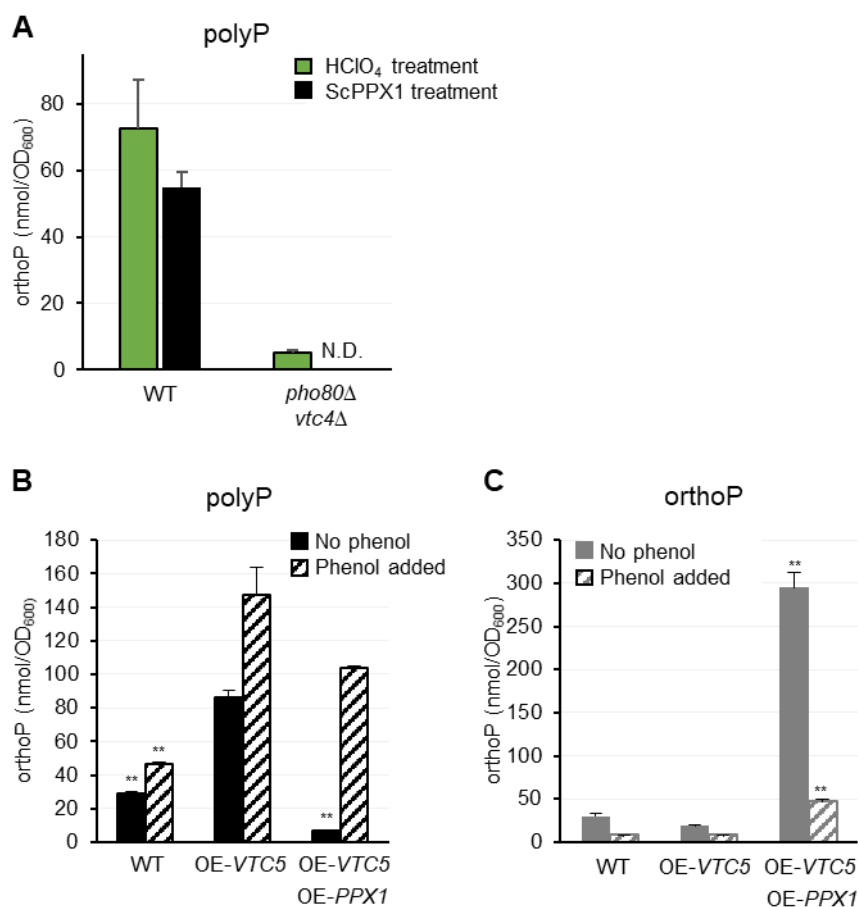 A
polyP
HClO₄ treatment
ScPPX1 treatment
orthoP (nmol/OD₆₀₀)
80
60
40
20
0
N.D.
WT
pho80Δ
vtc4Δ
B
polyP
No phenol
Phenol added
orthoP (nmol/OD₆₀₀)
180
160
140
120
100
80
60
40
20
0
**
**
**
WT
OE-VTC5
OE-VTC5
OE-PPX1
C
orthoP
No phenol
Phenol added
orthoP (nmol/OD₆₀₀)
350
300
250
200
150
100
50
0
**
**
WT
OE-VTC5
OE-VTC5
OE-PPX1